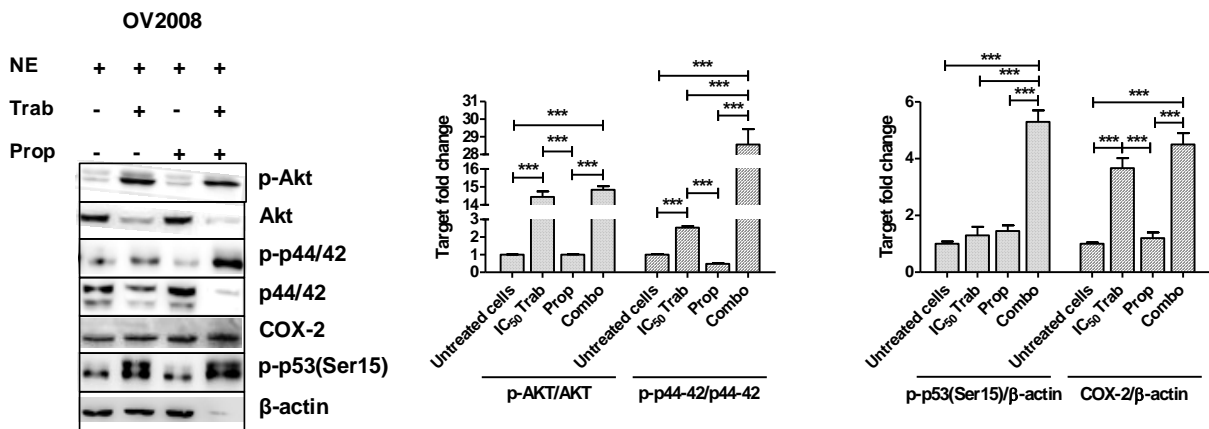 OV2008
NE + + + +
Trab - + - +
Prop - - + +
p-Akt
Akt
p-p44/42
p44/42
COX-2
p-p53(Ser15)
β-actin
Target fold change
31
30
29
28
16
15
14
2
1
0
***
***
***
***
***
***
***
***
***
Untreated cells
IC50 Trab
Prop
Combo
Untreated cells
IC50 Trab
Prop
Combo
p-AKT/AKT
p-p44-42/p44-42
Target fold change
6
4
2
0
***
***
***
***
***
***
***
Untreated cells
IC50 Trab
Prop
Combo
Untreated cells
IC50 Trab
Prop
Combo
p-p53(Ser15)/β-actin
COX-2/β-actin